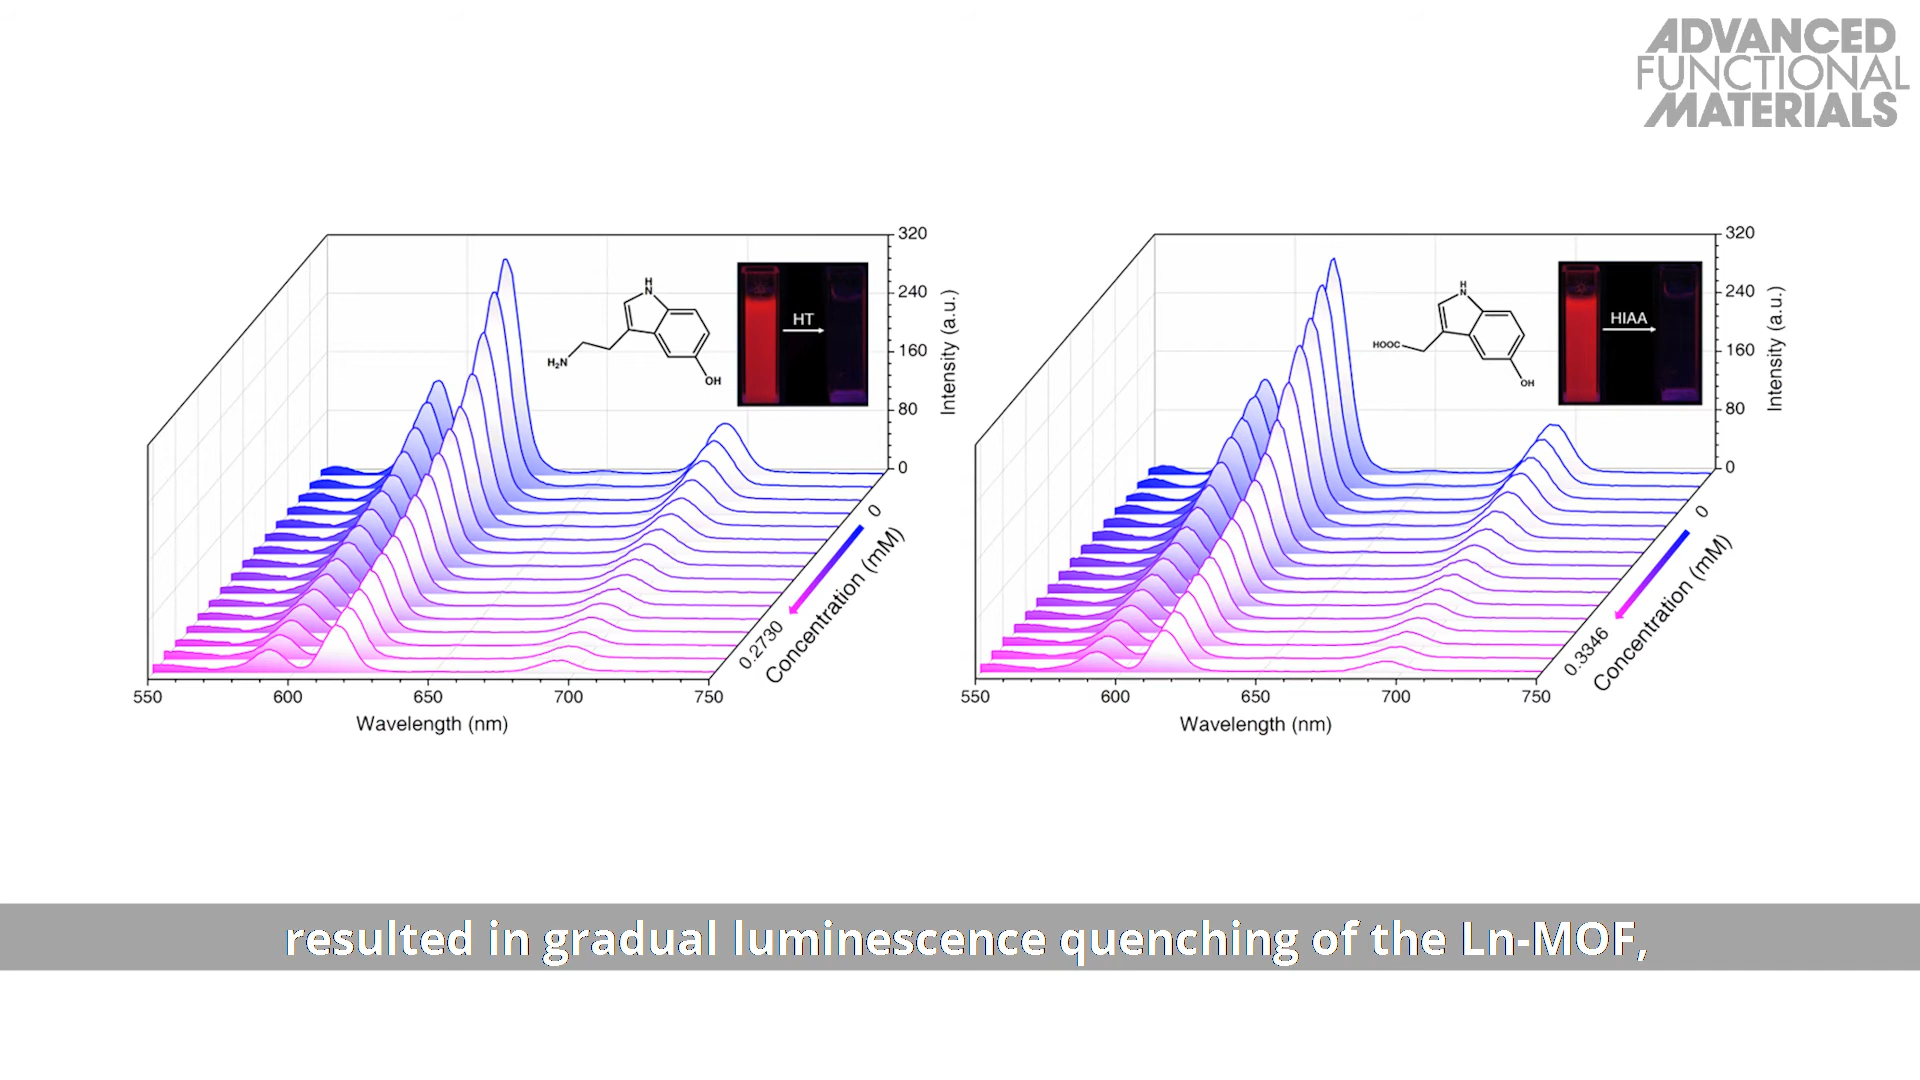 ADVANCED
FUNCTIONAL
MATERIALS
320
240
160
80
0
Intensity (a.u.)
H
N
H₂N
OH
HT
0
0.2730
Concentration (mM)
550
600
650
700
750
Wavelength (nm)
320
240
160
80
0
Intensity (a.u.)
H
N
HOOC
OH
HIAA
0
0.3346
Concentration (mM)
550
600
650
700
750
Wavelength (nm)
resulted in gradual luminescence quenching of the Ln-MOF,